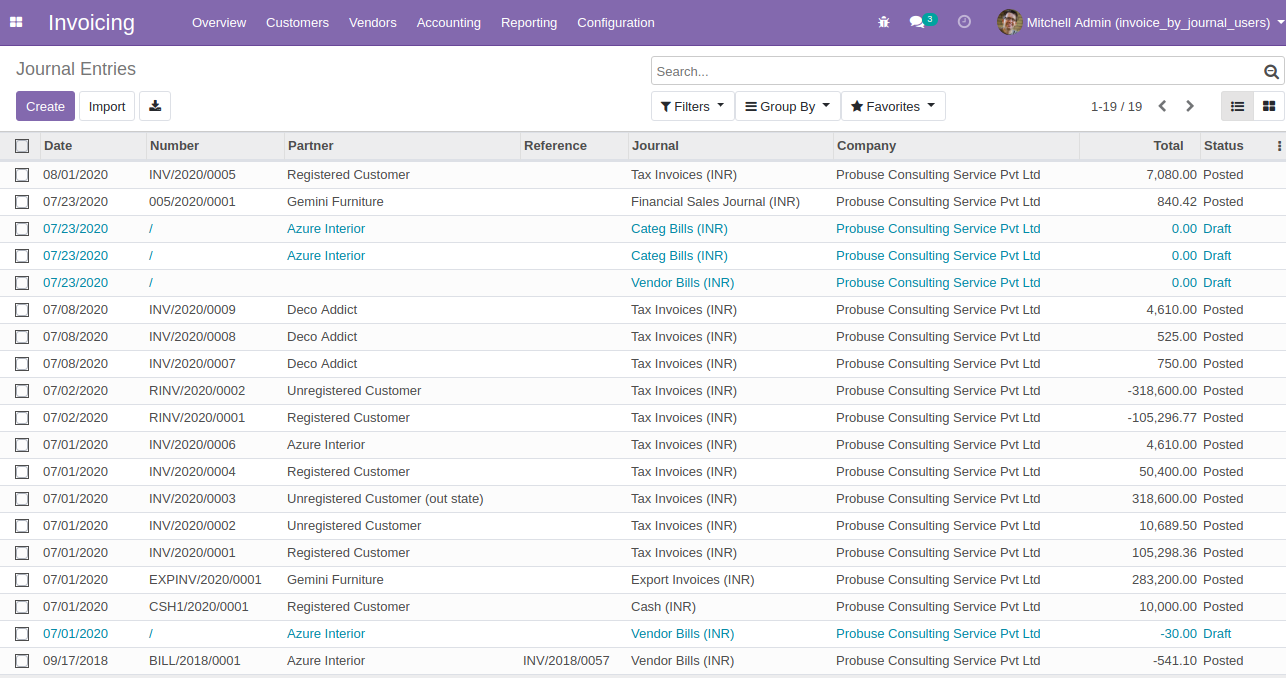 Invoicing Overview Customers Vendors Accounting Reporting Configuration 3 Mitchell Admin (invoice_by_journal_users)
Journal Entries
Search...
Create Import Filters Group By Favorites 1-19 / 19
Date Number Partner Reference Journal Company Total Status
08/01/2020 INV/2020/0005 Registered Customer Tax Invoices (INR) Probuse Consulting Service Pvt Ltd 7,080.00 Posted
07/23/2020 005/2020/0001 Gemini Furniture Financial Sales Journal (INR) Probuse Consulting Service Pvt Ltd 840.42 Posted
07/23/2020 / Azure Interior Categ Bills (INR) Probuse Consulting Service Pvt Ltd 0.00 Draft
07/23/2020 / Azure Interior Categ Bills (INR) Probuse Consulting Service Pvt Ltd 0.00 Draft
07/23/2020 / Vendor Bills (INR) Probuse Consulting Service Pvt Ltd 0.00 Draft
07/08/2020 INV/2020/0009 Deco Addict Tax Invoices (INR) Probuse Consulting Service Pvt Ltd 4,610.00 Posted
07/08/2020 INV/2020/0008 Deco Addict Tax Invoices (INR) Probuse Consulting Service Pvt Ltd 525.00 Posted
07/08/2020 INV/2020/0007 Deco Addict Tax Invoices (INR) Probuse Consulting Service Pvt Ltd 750.00 Posted
07/02/2020 RINV/2020/0002 Unregistered Customer Tax Invoices (INR) Probuse Consulting Service Pvt Ltd -318,600.00 Posted
07/02/2020 RINV/2020/0001 Registered Customer Tax Invoices (INR) Probuse Consulting Service Pvt Ltd -105,296.77 Posted
07/01/2020 INV/2020/0006 Azure Interior Tax Invoices (INR) Probuse Consulting Service Pvt Ltd 4,610.00 Posted
07/01/2020 INV/2020/0004 Registered Customer Tax Invoices (INR) Probuse Consulting Service Pvt Ltd 50,400.00 Posted
07/01/2020 INV/2020/0003 Unregistered Customer (out state) Tax Invoices (INR) Probuse Consulting Service Pvt Ltd 318,600.00 Posted
07/01/2020 INV/2020/0002 Unregistered Customer Tax Invoices (INR) Probuse Consulting Service Pvt Ltd 10,689.50 Posted
07/01/2020 INV/2020/0001 Registered Customer Tax Invoices (INR) Probuse Consulting Service Pvt Ltd 105,298.36 Posted
07/01/2020 EXPINV/2020/0001 Gemini Furniture Export Invoices (INR) Probuse Consulting Service Pvt Ltd 283,200.00 Posted
07/01/2020 CSH1/2020/0001 Registered Customer Cash (INR) Probuse Consulting Service Pvt Ltd 10,000.00 Posted
07/01/2020 / Azure Interior Vendor Bills (INR) Probuse Consulting Service Pvt Ltd -30.00 Draft
09/17/2018 BILL/2018/0001 Azure Interior INV/2018/0057 Vendor Bills (INR) Probuse Consulting Service Pvt Ltd -541.10 Posted